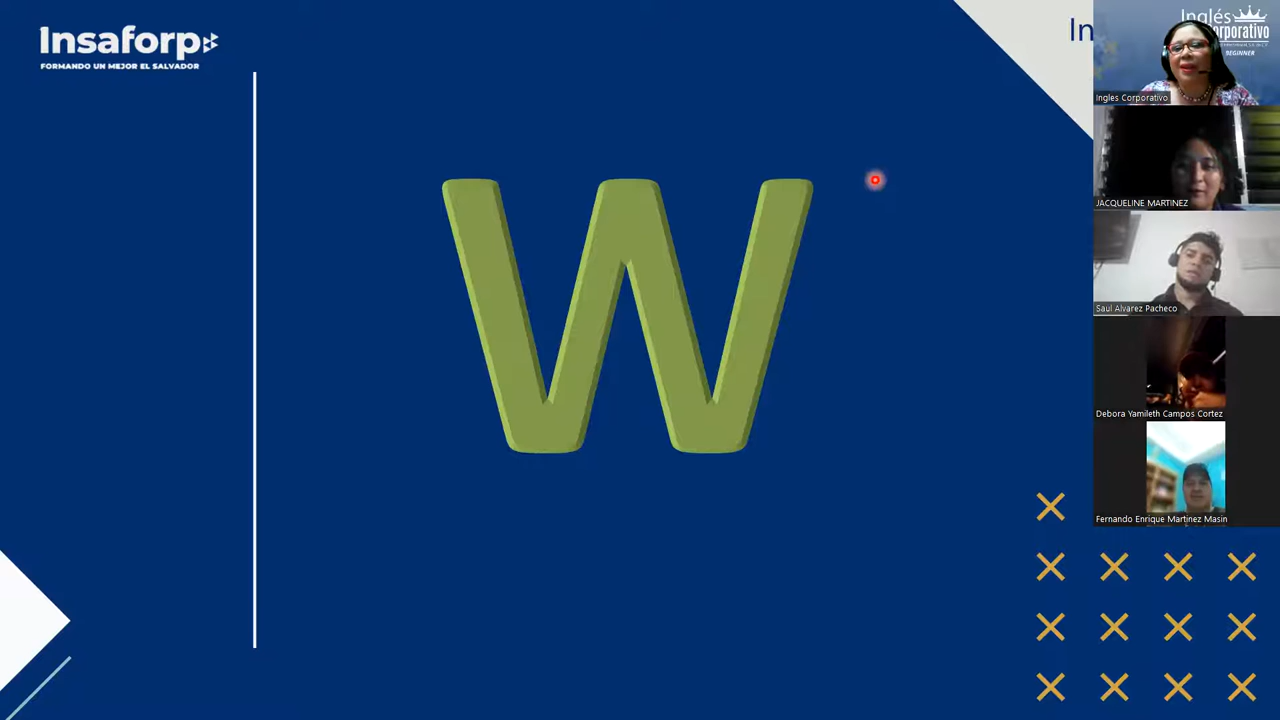 Insaforp
FORMANDO UN MEJOR EL SALVADOR
In
Inglés
Corporativo
BEGINNER
Ingles Corporativo
JACQUELINE MARTINEZ
Saul Alvarez Pacheco
W
Debora Yamileth Campos Cortez
Fernando Enrique Martinez Masin